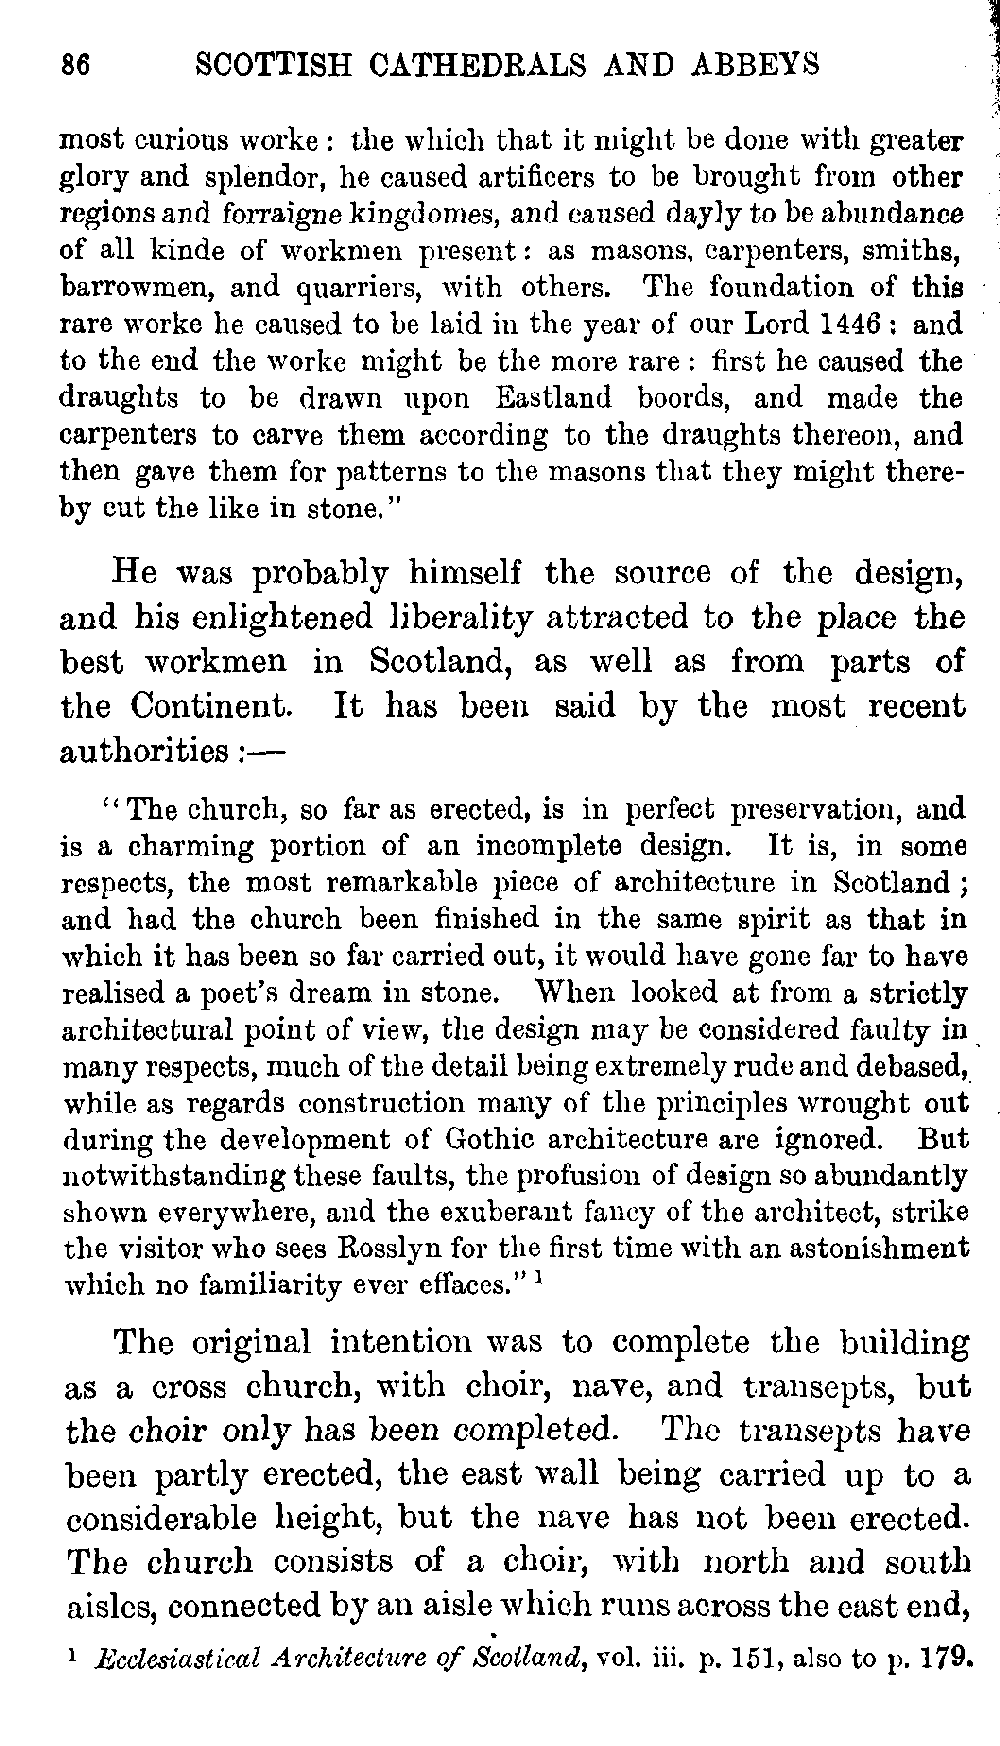 86 SCOTTISH CATHEDRALS AND ABBEYS
most curious worke : the which that it might be done with greater
glory and splendor, he caused artificers to be brought from other
regions and forraigne kingdomes, and caused dayly to be abundance
of all kinde of workmen present : as masons, carpenters, smiths,
barrowmen, and quarriers, with others. The foundation of this
rare worke he caused to be laid in the year of our Lord 1446 : and
to the end the worke might be the more rare : first he caused the
draughts to be drawn upon Eastland boords, and made the
carpenters to carve them according to the draughts thereon, and
then gave them for patterns to the masons that they might there-
by cut the like in stone."
He was probably himself the source of the design,
and his enlightened liberality attracted to the place the
best workmen in Scotland, as well as from parts of
the Continent. It has been said by the most recent
authorities :—
"The church, so far as erected, is in perfect preservation, and
is a charming portion of an incomplete design. It is, in some
respects, the most remarkable piece of architecture in Scotland ;
and had the church been finished in the same spirit as that in
which it has been so far carried out, it would have gone far to have
realised a poet's dream in stone. When looked at from a strictly
architectural point of view, the design may be considered faulty in
many respects, much of the detail being extremely rude and debased,
while as regards construction many of the principles wrought out
during the development of Gothic architecture are ignored. But
notwithstanding these faults, the profusion of design so abundantly
shown everywhere, and the exuberant fancy of the architect, strike
the visitor who sees Rosslyn for the first time with an astonishment
which no familiarity ever effaces." 1
The original intention was to complete the building
as a cross church, with choir, nave, and transepts, but
the choir only has been completed. The transepts have
been partly erected, the east wall being carried up to a
considerable height, but the nave has not been erected.
The church consists of a choir, with north and south
aisles, connected by an aisle which runs across the east end,
1 Ecclesiastical Architecture of Scotland, vol. iii. p. 151, also to p. 179.